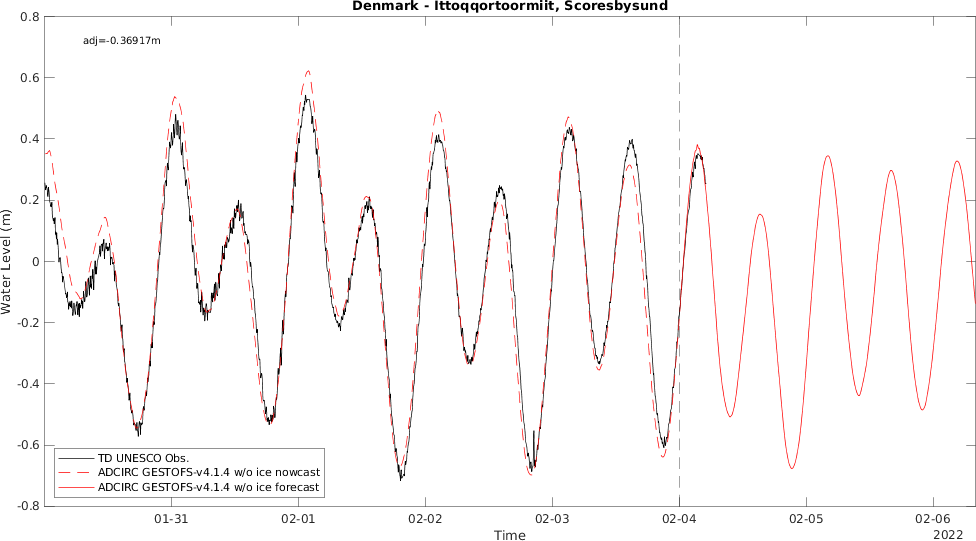 Denmark - Ittoqqortoormiit, Scoresbysund
adj=-0.36917m
0.8
0.6
0.4
0.2
0
-0.2
-0.4
-0.6
-0.8
Water Level (m)
TD UNESCO Obs.
ADCIRC GESTOFS-v4.1.4 w/o ice nowcast
ADCIRC GESTOFS-v4.1.4 w/o ice forecast
01-31 02-01 02-02 02-03 02-04 02-05 02-06
Time
2022